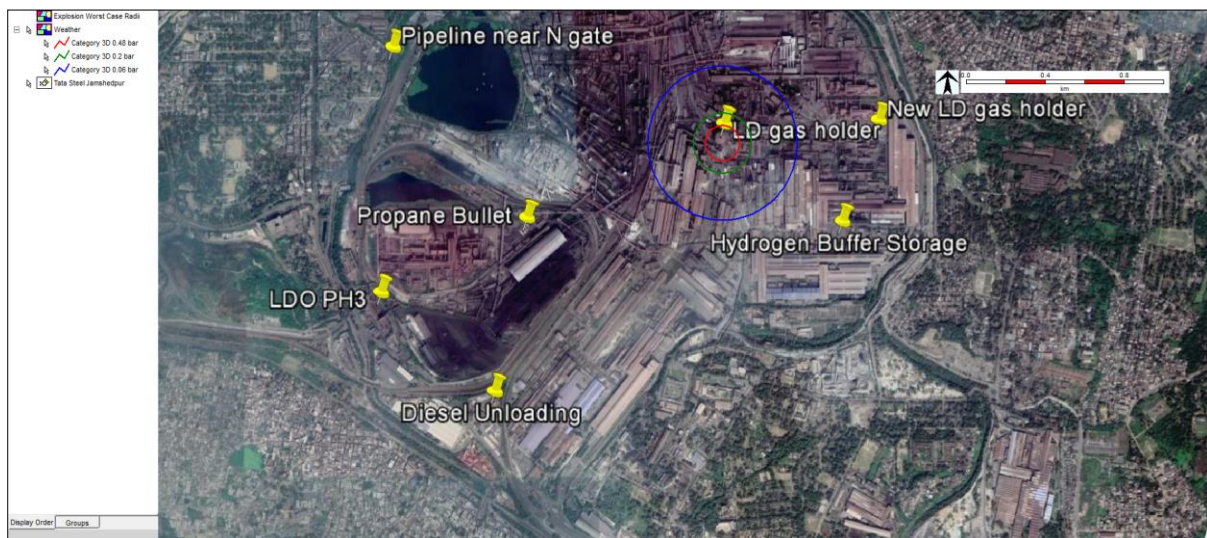 Explosion Worst Case Radii
Weather
Category 3D 0.48 bar
Category 3D 0.2 bar
Category 3D 0.06 bar
Tata Steel Jamshedpur
Display Order
Groups
Pipeline near N gate
0.0
0.4
0.8
km
New LD gas holder
LD gas holder
Propane Bullet
Hydrogen Buffer Storage
LDO PH3
Diesel Unloading